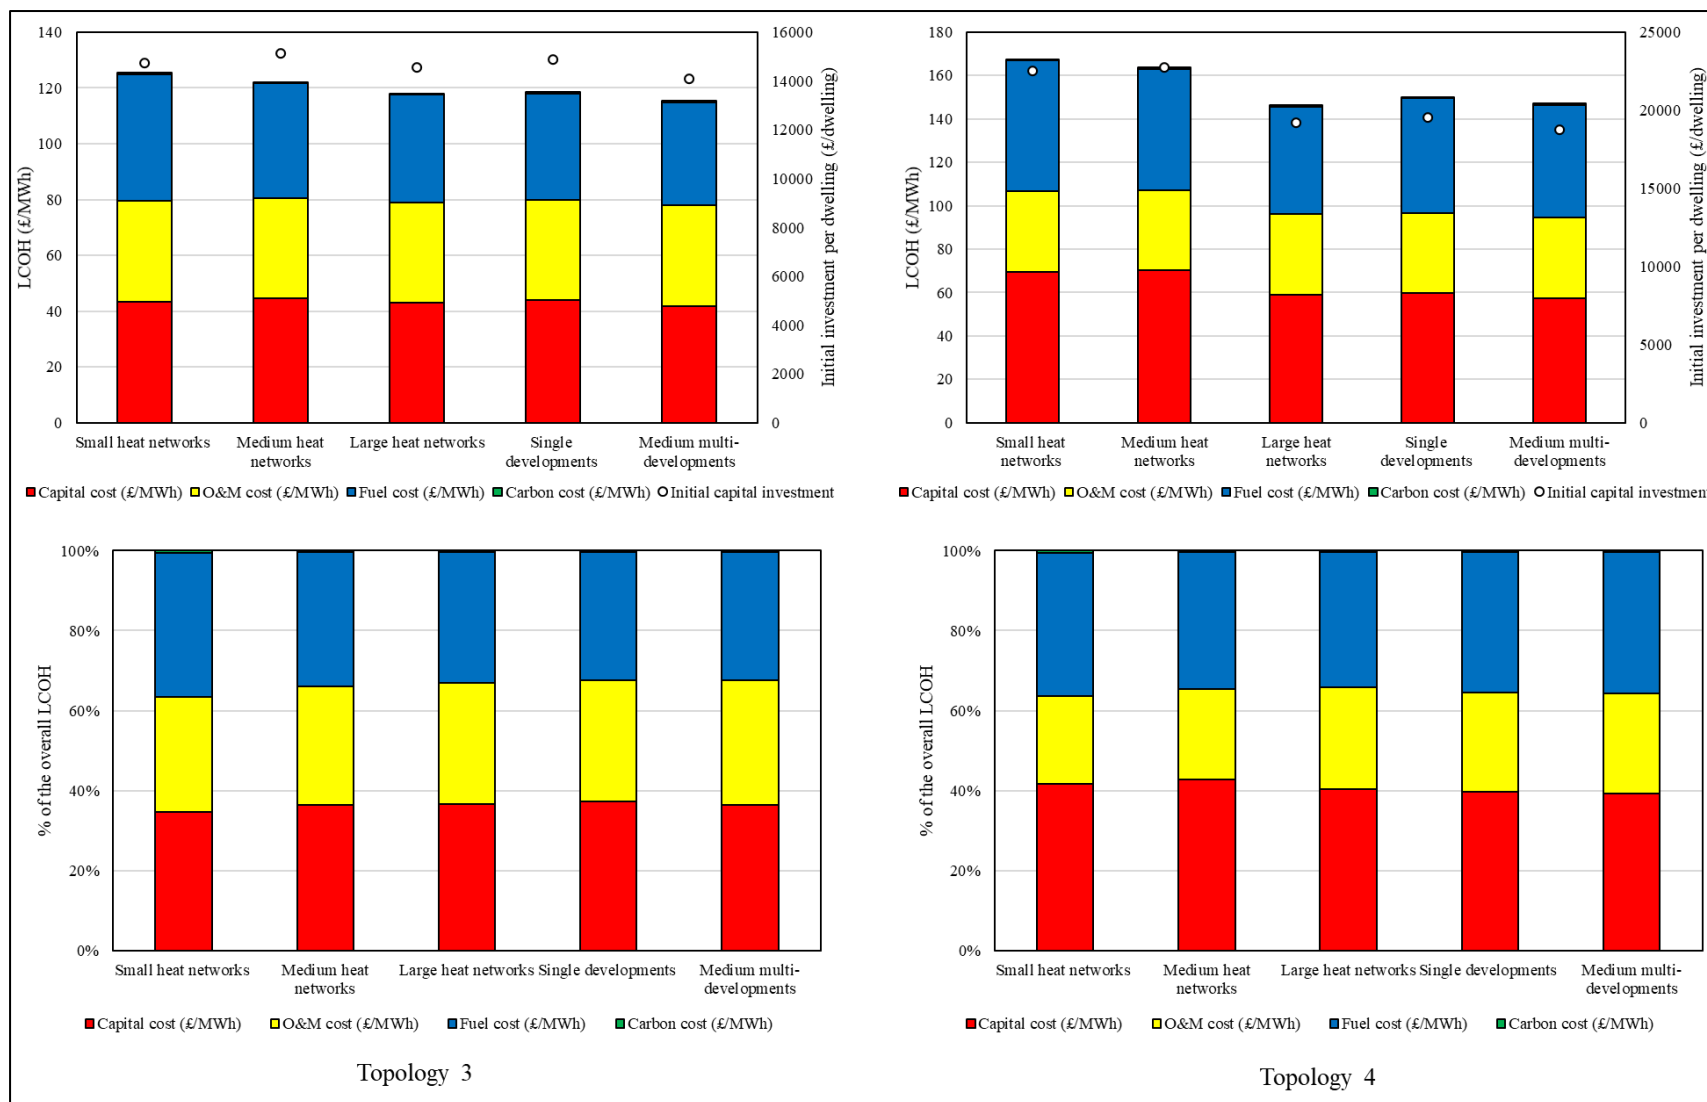 140
120
100
80
60
40
20
0
LCOH (£/MWh)
16000
14000
12000
10000
8000
6000
4000
2000
0
Initial investment per dwelling (£/dwelling)
Small heat networks
Medium heat
networks
Large heat networks
Single
developments
Medium multi-
developments
Capital cost (£/MWh) O&M cost (£/MWh) Fuel cost (£/MWh) Carbon cost (£/MWh) Initial capital investment
180
160
140
120
100
80
60
40
20
0
LCOH (£/MWh)
25000
20000
15000
10000
5000
0
Initial investment per dwelling (£/dwelling)
Small heat
networks
Medium heat
networks
Large heat
networks
Single
developments
Medium multi-
developments
Capital cost (£/MWh) O&M cost (£/MWh) Fuel cost (£/MWh) Carbon cost (£/MWh) Initial capital investment
100%
80%
60%
40%
20%
0%
% of the overall LCOH
Small heat networks
Medium heat
networks
Large heat networks
Single developments
Medium multi-
developments
Capital cost (£/MWh) O&M cost (£/MWh) Fuel cost (£/MWh) Carbon cost (£/MWh)
Topology 3
100%
80%
60%
40%
20%
0%
% of the overall LCOH
Small heat networks
Medium heat
networks
Large heat networks
Single developments
Medium multi-
developments
Capital cost (£/MWh) O&M cost (£/MWh) Fuel cost (£/MWh) Carbon cost (£/MWh)
Topology 4